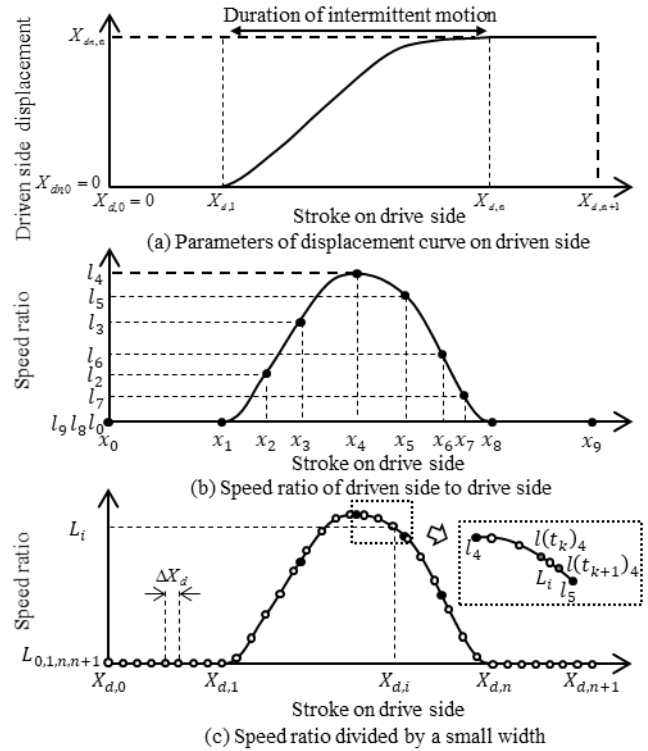 Duration of intermittent motion
X_{dn,n}
Driven side displacement
X_{dn0} = 0
X_{d,0} = 0
X_{d,1}
X_{d,n}
X_{d,n+1}
Stroke on drive side
(a) Parameters of displacement curve on driven side
l_4
l_5
l_3
l_6
l_2
l_7
l_9 l_8 l_0
Speed ratio
x_0 x_1 x_2 x_3 x_4 x_5 x_6 x_7 x_8 x_9
Stroke on drive side
(b) Speed ratio of driven side to drive side
L_i
Speed ratio
ΔX_d
L_{0,1,n,n+1}
l_4
l(t_k)_4
l(t_{k+1})_4
L_i
l_5
X_{d,0} X_{d,1} X_{d,i} X_{d,n} X_{d,n+1}
Stroke on drive side
(c) Speed ratio divided by a small width